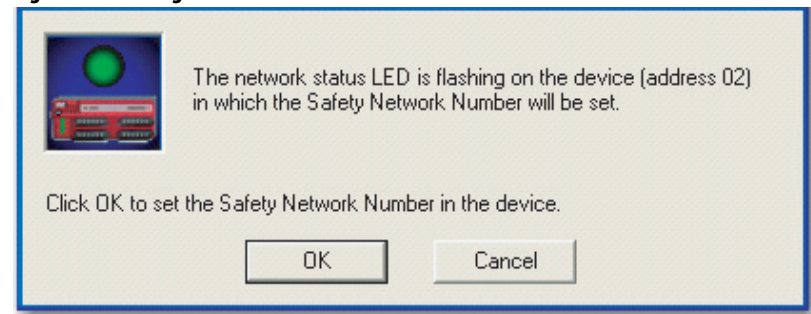 The network status LED is flashing on the device (address 02)
in which the Safety Network Number will be set.
Click OK to set the Safety Network Number in the device.
OK
Cancel